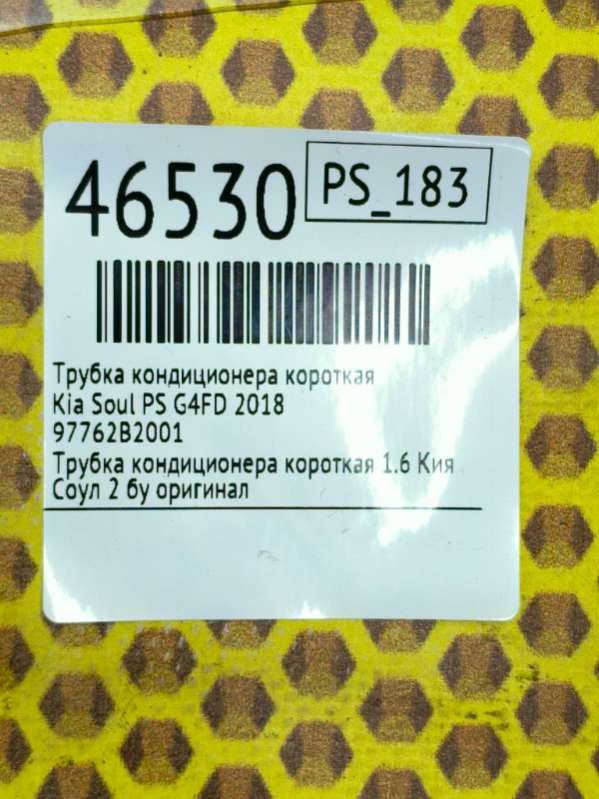 46530
PS_183
Трубка кондиционера короткая
Kia Soul PS G4FD 2018
97762B2001
Трубка кондиционера короткая 1.6 Кия
Соул 2 бу оригинал